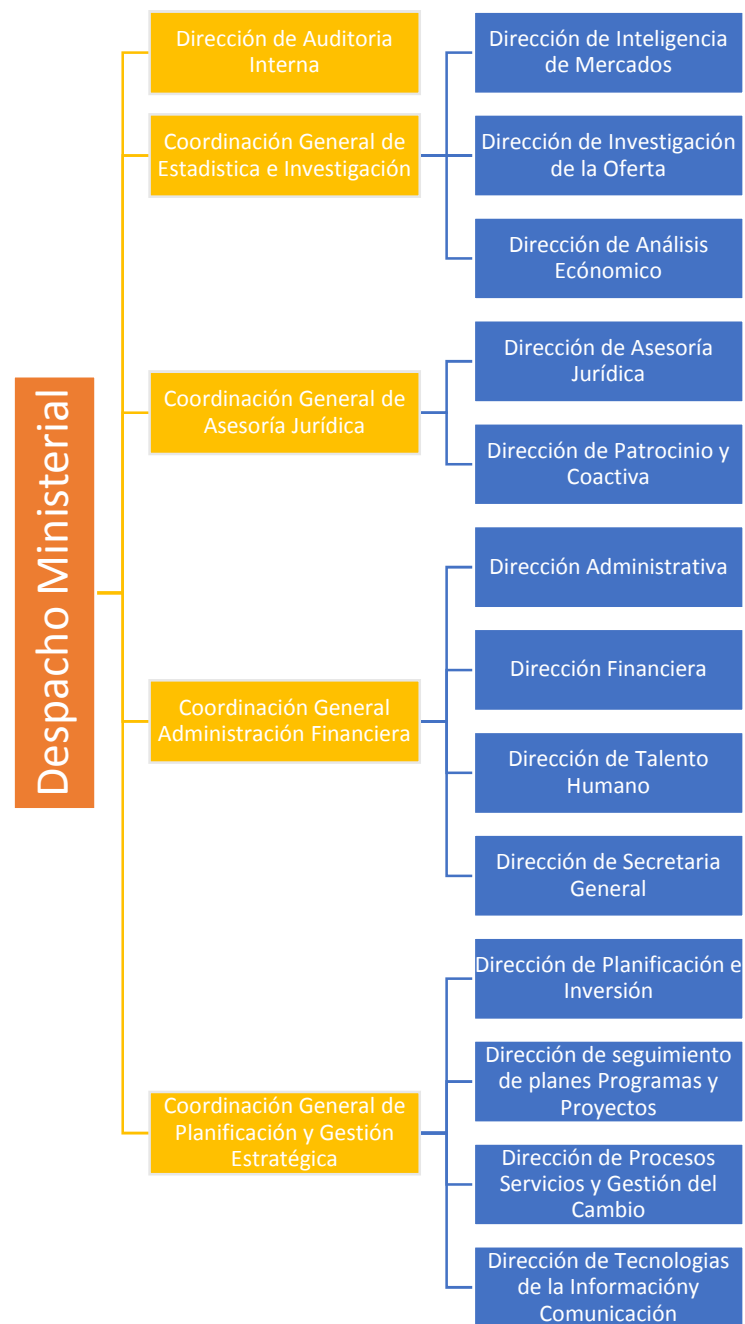 Despacho Ministerial
Dirección de Auditoria
Interna
Coordinación General de
Estadistica e Investigación
Dirección de Inteligencia
de Mercados
Dirección de Investigación
de la Oferta
Dirección de Análisis
Ecónomico
Coordinación General de
Asesoría Jurídica
Dirección de Asesoría
Jurídica
Dirección de Patrocinio y
Coactiva
Coordinación General
Administración Financiera
Dirección Administrativa
Dirección Financiera
Dirección de Talento
Humano
Dirección de Secretaria
General
Coordinación General de
Planificación y Gestión
Estratégica
Dirección de Planificación e
Inversión
Dirección de seguimiento
de planes Programas y
Proyectos
Dirección de Procesos
Servicios y Gestión del
Cambio
Dirección de Tecnologias
de la Informacióny
Comunicación